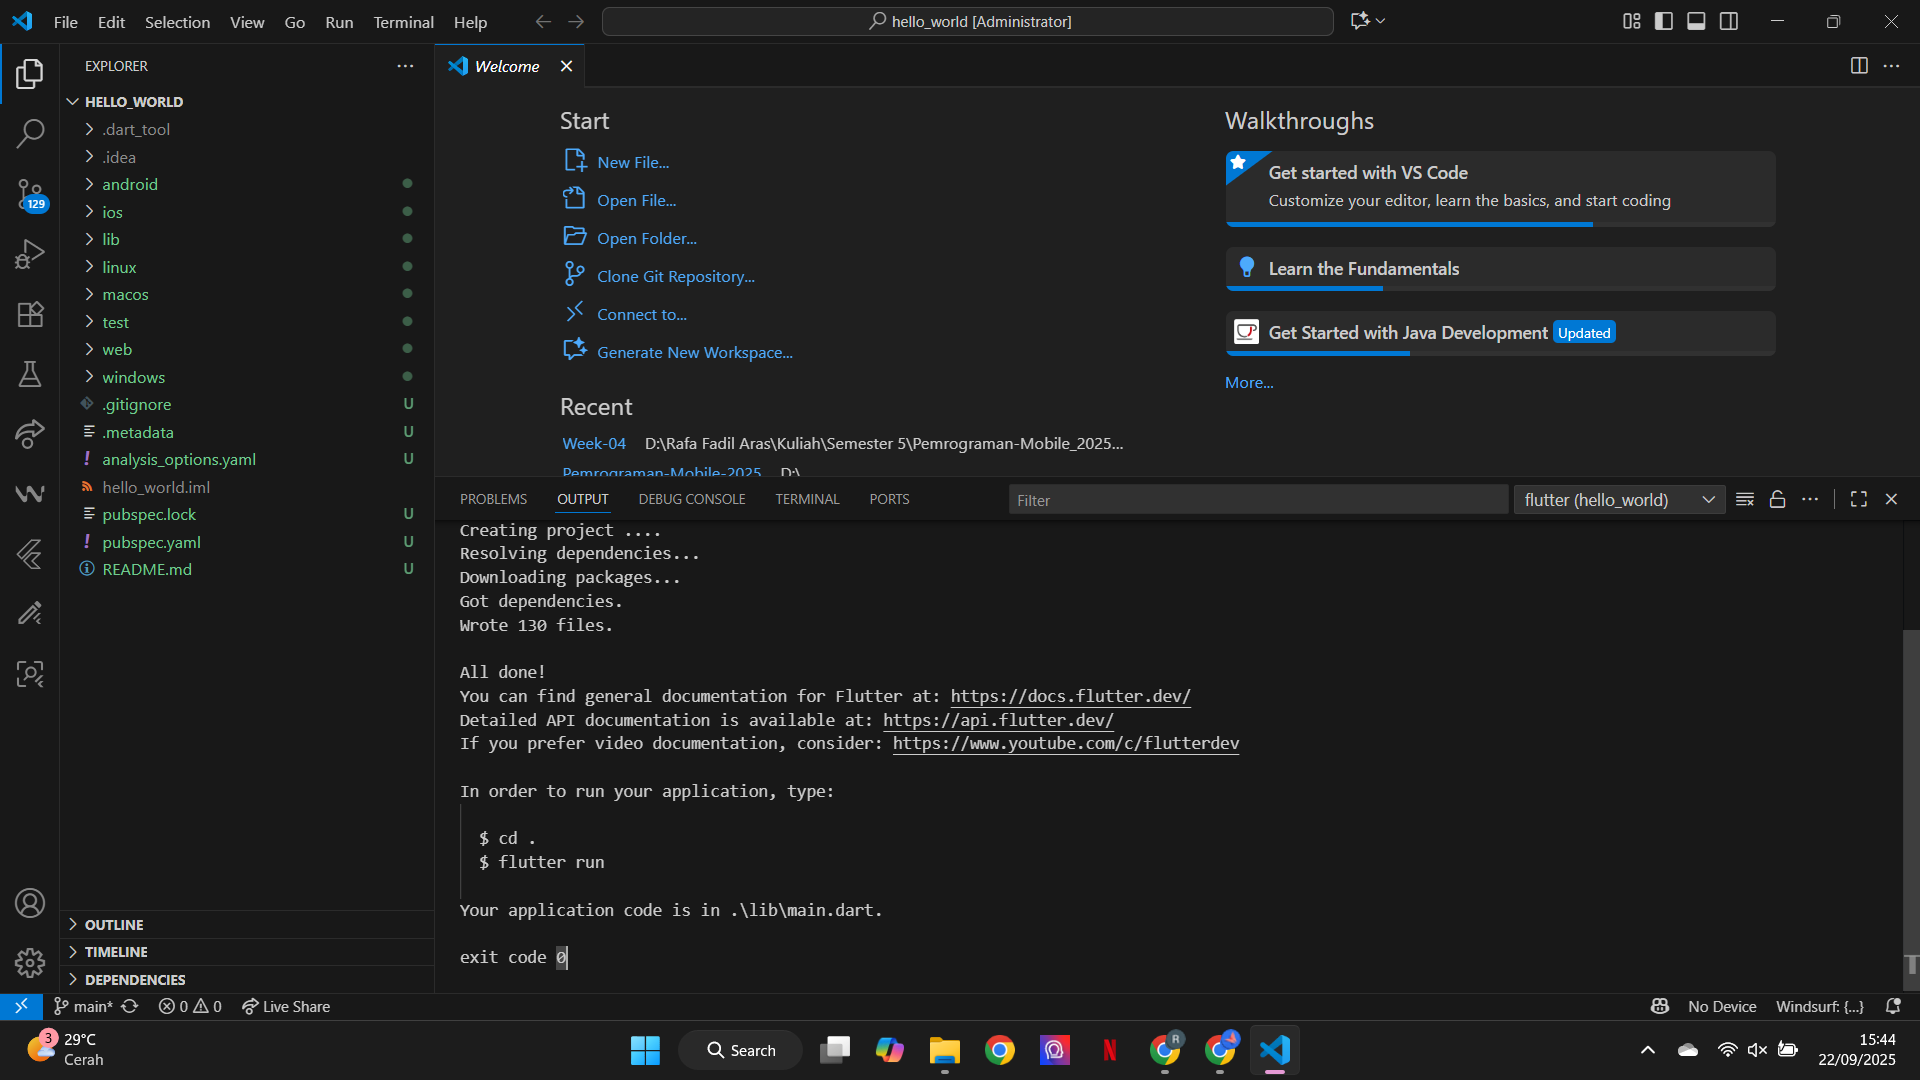 File Edit Selection View Go Run Terminal Help
hello_world [Administrator]
EXPLORER
Welcome
HELLO_WORLD
.dart_tool
.idea
android
ios
lib
linux
macos
test
web
windows
.gitignore U
.metadata U
analysis_options.yaml U
hello_world.iml
pubspec.lock U
pubspec.yaml U
README.md U
129
OUTLINE
TIMELINE
DEPENDENCIES
Start
New File...
Open File...
Open Folder...
Clone Git Repository...
Connect to...
Generate New Workspace...
Recent
Week-04 D:\Rafa Fadil Aras\Kuliah\Semester 5\Pemrograman-Mobile_2025...
Pemrograman-Mobile-2025 D:\
Walkthroughs
Get started with VS Code
Customize your editor, learn the basics, and start coding
Learn the Fundamentals
Get Started with Java Development Updated
More...
PROBLEMS OUTPUT DEBUG CONSOLE TERMINAL PORTS
Filter
flutter (hello_world)
Creating project ....
Resolving dependencies...
Downloading packages...
Got dependencies.
Wrote 130 files.
All done!
You can find general documentation for Flutter at: https://docs.flutter.dev/
Detailed API documentation is available at: https://api.flutter.dev/
If you prefer video documentation, consider: https://www.youtube.com/c/flutterdev
In order to run your application, type:
$ cd .
$ flutter run
Your application code is in .\lib\main.dart.
exit code 0
main* 0 0 Live Share
No Device Windsurf: {...}
3
29°C
Cerah
Search
R
15:44
22/09/2025